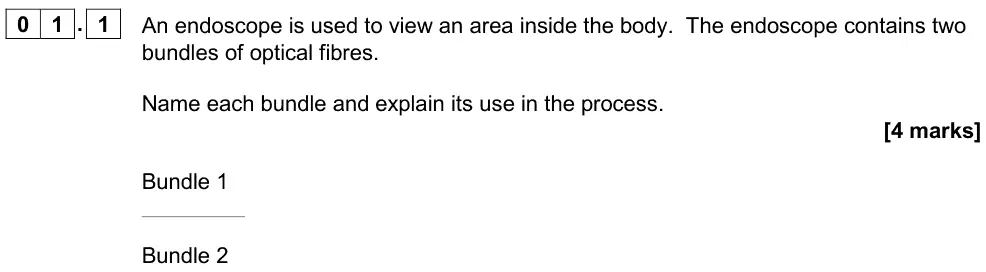 0 1 . 1 An endoscope is used to view an area inside the body. The endoscope contains two
bundles of optical fibres.
Name each bundle and explain its use in the process.
[4 marks]
Bundle 1
Bundle 2